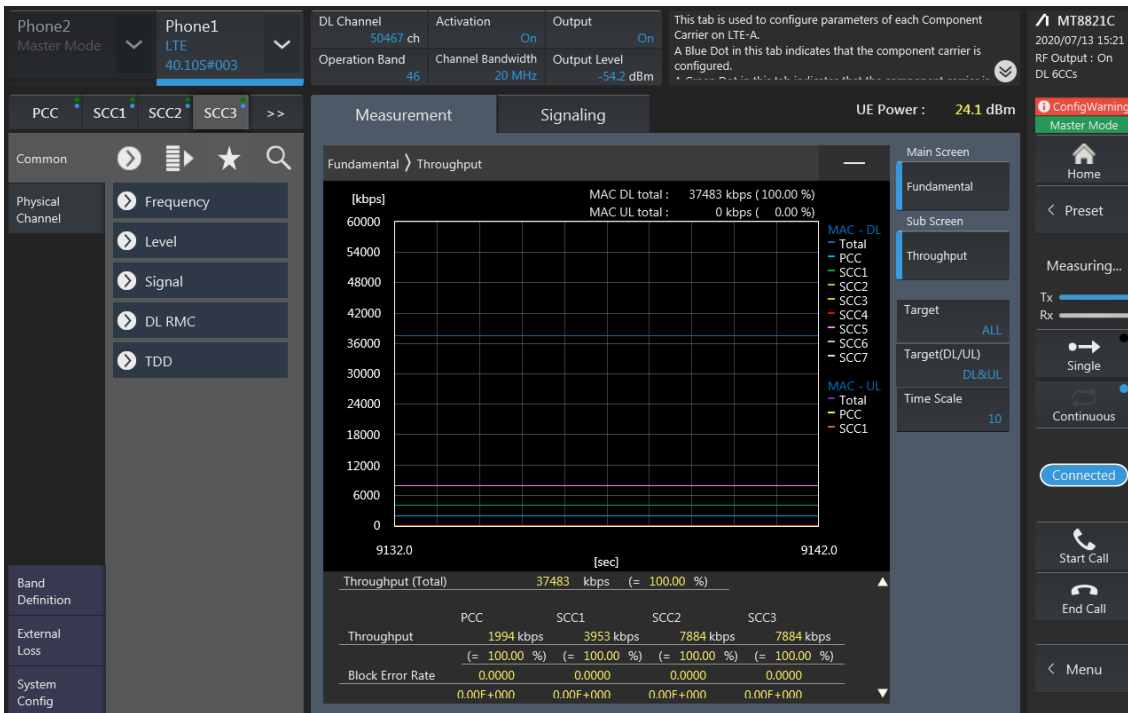 Phone2
Master Mode
Phone1
LTE
40.10S#003
DL Channel
50467 ch
Activation
On
Output
On
Operation Band
46
Channel Bandwidth
20 MHz
Output Level
-54.2 dBm
This tab is used to configure parameters of each Component
Carrier on LTE-A.
A Blue Dot in this tab indicates that the component carrier is
configured.
A Green Dot in this tab indicates that the component carrier is
MT8821C
2020/07/13 15:21
RF Output : On
DL 6CCs
PCC
SCC1
SCC2
SCC3
>>
Measurement
Signaling
UE Power : 24.1 dBm
ConfigWarning
Master Mode
Common
Physical
Channel
Frequency
Level
Signal
DL RMC
TDD
Band
Definition
External
Loss
System
Config
Fundamental ❭ Throughput
[kbps]
MAC DL total : 37483 kbps ( 100.00 %)
MAC UL total : 0 kbps ( 0.00 %)
60000
54000
48000
42000
36000
30000
24000
18000
12000
6000
0
9132.0
9142.0
[sec]
MAC - DL
Total
PCC
SCC1
SCC2
SCC3
SCC4
SCC5
SCC6
SCC7
MAC - UL
Total
PCC
SCC1
Throughput (Total) 37483 kbps (= 100.00 %)
PCC SCC1 SCC2 SCC3
Throughput 1994 kbps 3953 kbps 7884 kbps 7884 kbps
(= 100.00 %) (= 100.00 %) (= 100.00 %) (= 100.00 %)
Block Error Rate 0.0000 0.0000 0.0000 0.0000
0.00E+000 0.00E+000 0.00E+000 0.00E+000
Main Screen
Fundamental
Sub Screen
Throughput
Target
ALL
Target(DL/UL)
DL&UL
Time Scale
10
Home
< Preset
Measuring...
Tx
Rx
Single
Continuous
Connected
Start Call
End Call
< Menu